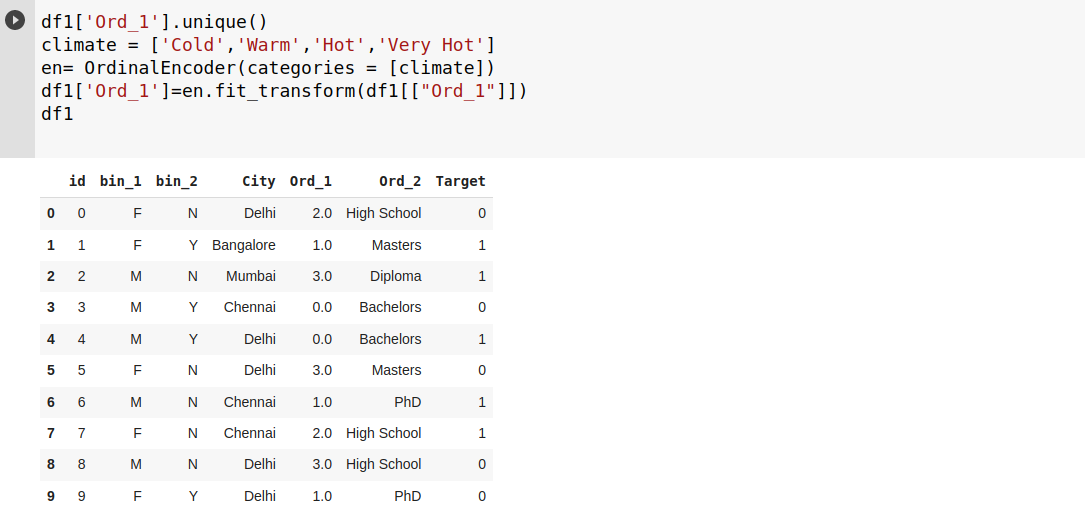 df1['Ord_1'].unique()
climate = ['Cold','Warm','Hot','Very Hot']
en= OrdinalEncoder(categories = [climate])
df1['Ord_1']=en.fit_transform(df1[["Ord_1"]])
df1
id bin_1 bin_2 City Ord_1 Ord_2 Target
0 0 F N Delhi 2.0 High School 0
1 1 F Y Bangalore 1.0 Masters 1
2 2 M N Mumbai 3.0 Diploma 1
3 3 M Y Chennai 0.0 Bachelors 0
4 4 M Y Delhi 0.0 Bachelors 1
5 5 F N Delhi 3.0 Masters 0
6 6 M N Chennai 1.0 PhD 1
7 7 F N Chennai 2.0 High School 1
8 8 M N Delhi 3.0 High School 0
9 9 F Y Delhi 1.0 PhD 0